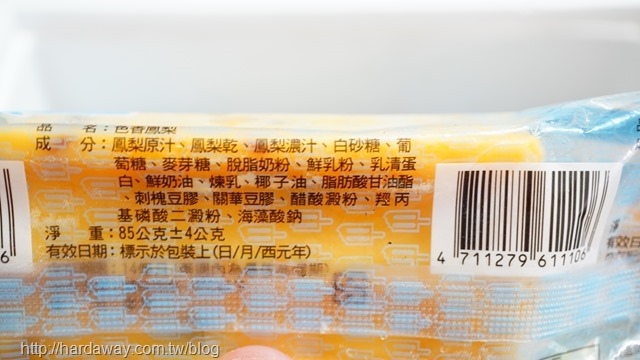 品 名：色香鳳梨
成 分：鳳梨原汁、鳳梨乾、鳳梨濃汁、白砂糖、葡
萄糖、麥芽糖、脫脂奶粉、鮮乳粉、乳清蛋
白、鮮奶油、煉乳、椰子油、脂肪酸甘油酯
、刺槐豆膠、關華豆膠、醋酸澱粉、羥丙
基磷酸二澱粉、海藻酸鈉
淨 重：85公克±4公克
有效日期：標示於包裝上(日/月/西元年)
6
4 711279 611106
http://hardaway.com.tw/blog